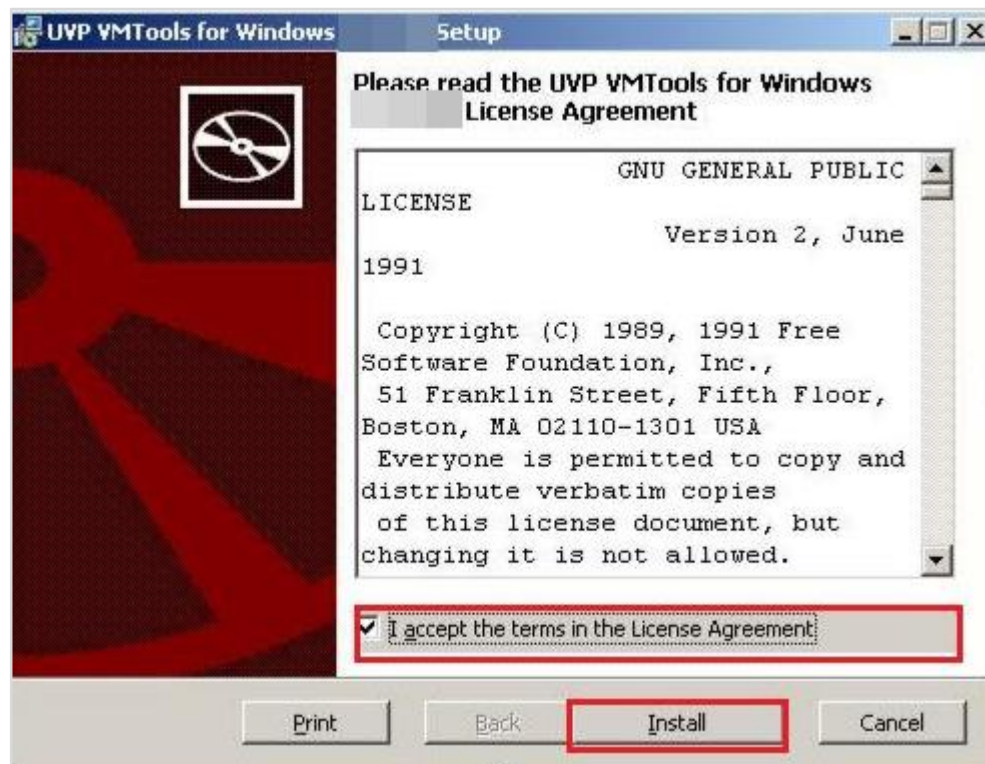 UVP VMTools for Windows Setup
Please read the UVP VMTools for Windows
License Agreement
GNU GENERAL PUBLIC
LICENSE
Version 2, June
1991
Copyright (C) 1989, 1991 Free
Software Foundation, Inc.,
51 Franklin Street, Fifth Floor,
Boston, MA 02110-1301 USA
Everyone is permitted to copy and
distribute verbatim copies
of this license document, but
changing it is not allowed.
I accept the terms in the License Agreement
Print Back Install Cancel